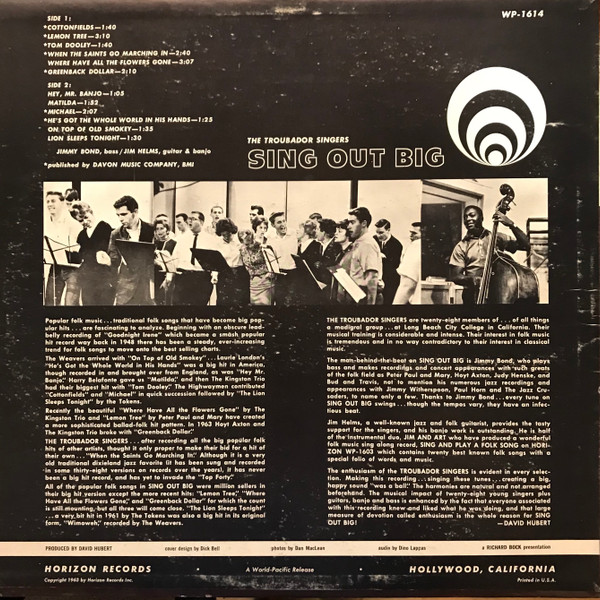 SIDE 1:
*COTTONFIELDS—1:40
*LEMON TREE—3:10
*TOM DOOLEY—1:40
*WHEN THE SAINTS GO MARCHING IN—2:40
WHERE HAVE ALL THE FLOWERS GONE—3:07
*GREENBACK DOLLAR—2:10
SIDE 2:
HEY, MR. BANJO—1:05
MATILDA—1:52
*MICHAEL—2:07
*HE'S GOT THE WHOLE WORLD IN HIS HANDS—1:25
ON TOP OF OLD SMOKEY—1:35
LION SLEEPS TONIGHT—1:30
JIMMY BOND, bass/JIM HELMS, guitar & banjo
*published by DAVON MUSIC COMPANY, BMI
WP-1614
THE TROUBADOR SINGERS
SING OUT BIG
Popular folk music...traditional folk songs that have become big pop-
ular hits...are fascinating to analyze. Beginning with an obscure lead-
belly recording of "Goodnight Irene" which became a smash popular
hit record way back in 1948 there has been a steady, ever-increasing
trend for folk songs to move onto the best selling charts.
The Weavers arrived with "On Top of Old Smokey"...Laurie London's
"He's Got the Whole World in His Hands" was a big hit in America,
though recorded in and brought over from England, as was "Hey Mr.
Banjo." Harry Belafonte gave us "Matilda," and then The Kingston Trio
had their biggest hit with "Tom Dooley." The Highwaymen contributed
"Cottonfields" and "Michael" in quick succession followed by "The Lion
Sleeps Tonight" by the Tokens.
Recently the beautiful "Where Have All the Flowers Gone" by The
Kingston Trio and "Lemon Tree" by Peter Paul and Mary have created
a more sophisticated ballad-folk hit pattern. In 1963 Hoyt Axton and
The Kingston Trio broke with "Greenback Dollar."
THE TROUBADOR SINGERS...after recording all the big popular folk
hits of other artists, thought it only proper to make their bid for a hit of
their own..."When the Saints Go Marching In." Although it is a very
old traditional dixieland jazz favorite (it has been sung and recorded
in some thirty-eight versions on records over the years), it has never
been a big hit record, and has yet to invade the "Top Forty."
All of the popular folk songs in SING OUT BIG were million sellers in
their big hit version except the more recent hits: "Lemon Tree," "Where
Have All the Flowers Gone," and "Greenback Dollar" for which the count
is still mounting, but all three will come close. "The Lion Sleeps Tonight"
...a very big hit in 1961 by The Tokens was also a big hit in its original
form, "Wimoweh," recorded by The Weavers.
THE TROUBADOR SINGERS are twenty-eight members of...of all things
a madrigal group...at Long Beach City College in California. Their
musical training is considerable and intense. Their interest in folk music
is tremendous and in no way contradictory to their interest in classical
music.
The man-behind-the-beat on SING OUT BIG is Jimmy Bond, who plays
bass and makes recordings and concert appearances with such greats
of the folk field as Peter Paul and Mary, Hoyt Axton, Judy Henske, and
Bud and Travis, not to mention his numerous jazz recordings and
appearances with Jimmy Witherspoon, Paul Horn and The Jazz Cru-
saders, to name only a few. Thanks to Jimmy Bond...every tune on
SING OUT BIG swings...though the tempos vary, they have an infec-
tious beat.
Jim Helms, a well-known jazz and folk guitarist, provides the tasty
support for the singers, and his banjo work is outstanding. He is half
of the instrumental duo, JIM AND ART who have produced a wonderful
folk music sing along record, SING AND PLAY A FOLK SONG on HORI-
ZON WP-1603 which contains twenty best known folk songs with a
special folio of words and music.
The enthusiasm of the TROUBADOR SINGERS is evident in every selec-
tion. Making this recording...singing these tunes...creating a big,
happy sound "was a ball." The harmonies are natural and not arranged
beforehand. The musical impact of twenty-eight young singers plus
guitars, banjo and bass is enhanced by the fact that everyone associated
with this recording knew and liked what he was doing, and that large
measure of devotion called enthusiasm is the whole reason for SING
OUT BIG!
—DAVID HUBERT
PRODUCED BY DAVID HUBERT
cover design by Dick Bell
photos by Dan MacLean
audio by Dino Lappas
a RICHARD BOCK presentation
HORIZON RECORDS
A World-Pacific Release
HOLLYWOOD, CALIFORNIA
Copyright 1963 by Horizon Records Inc.
Printed in U.S.A.